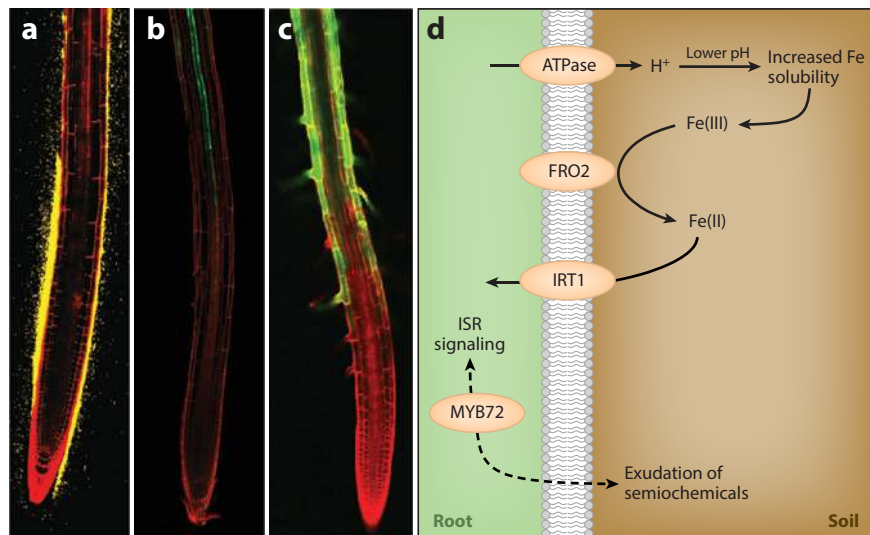 a
b
c
d
ATPase
H+
Lower pH
Increased Fe
solubility
Fe(III)
FRO2
Fe(II)
IRT1
ISR
signaling
MYB72
Exudation of
semiochemicals
Root
Soil